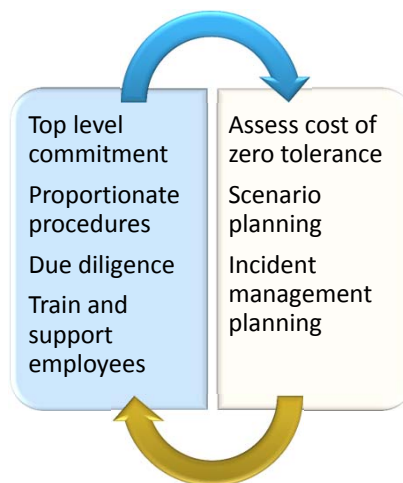 Top level
commitment
Proportionate
procedures
Due diligence
Train and
support
employees
Assess cost of
zero tolerance
Scenario
planning
Incident
management
planning